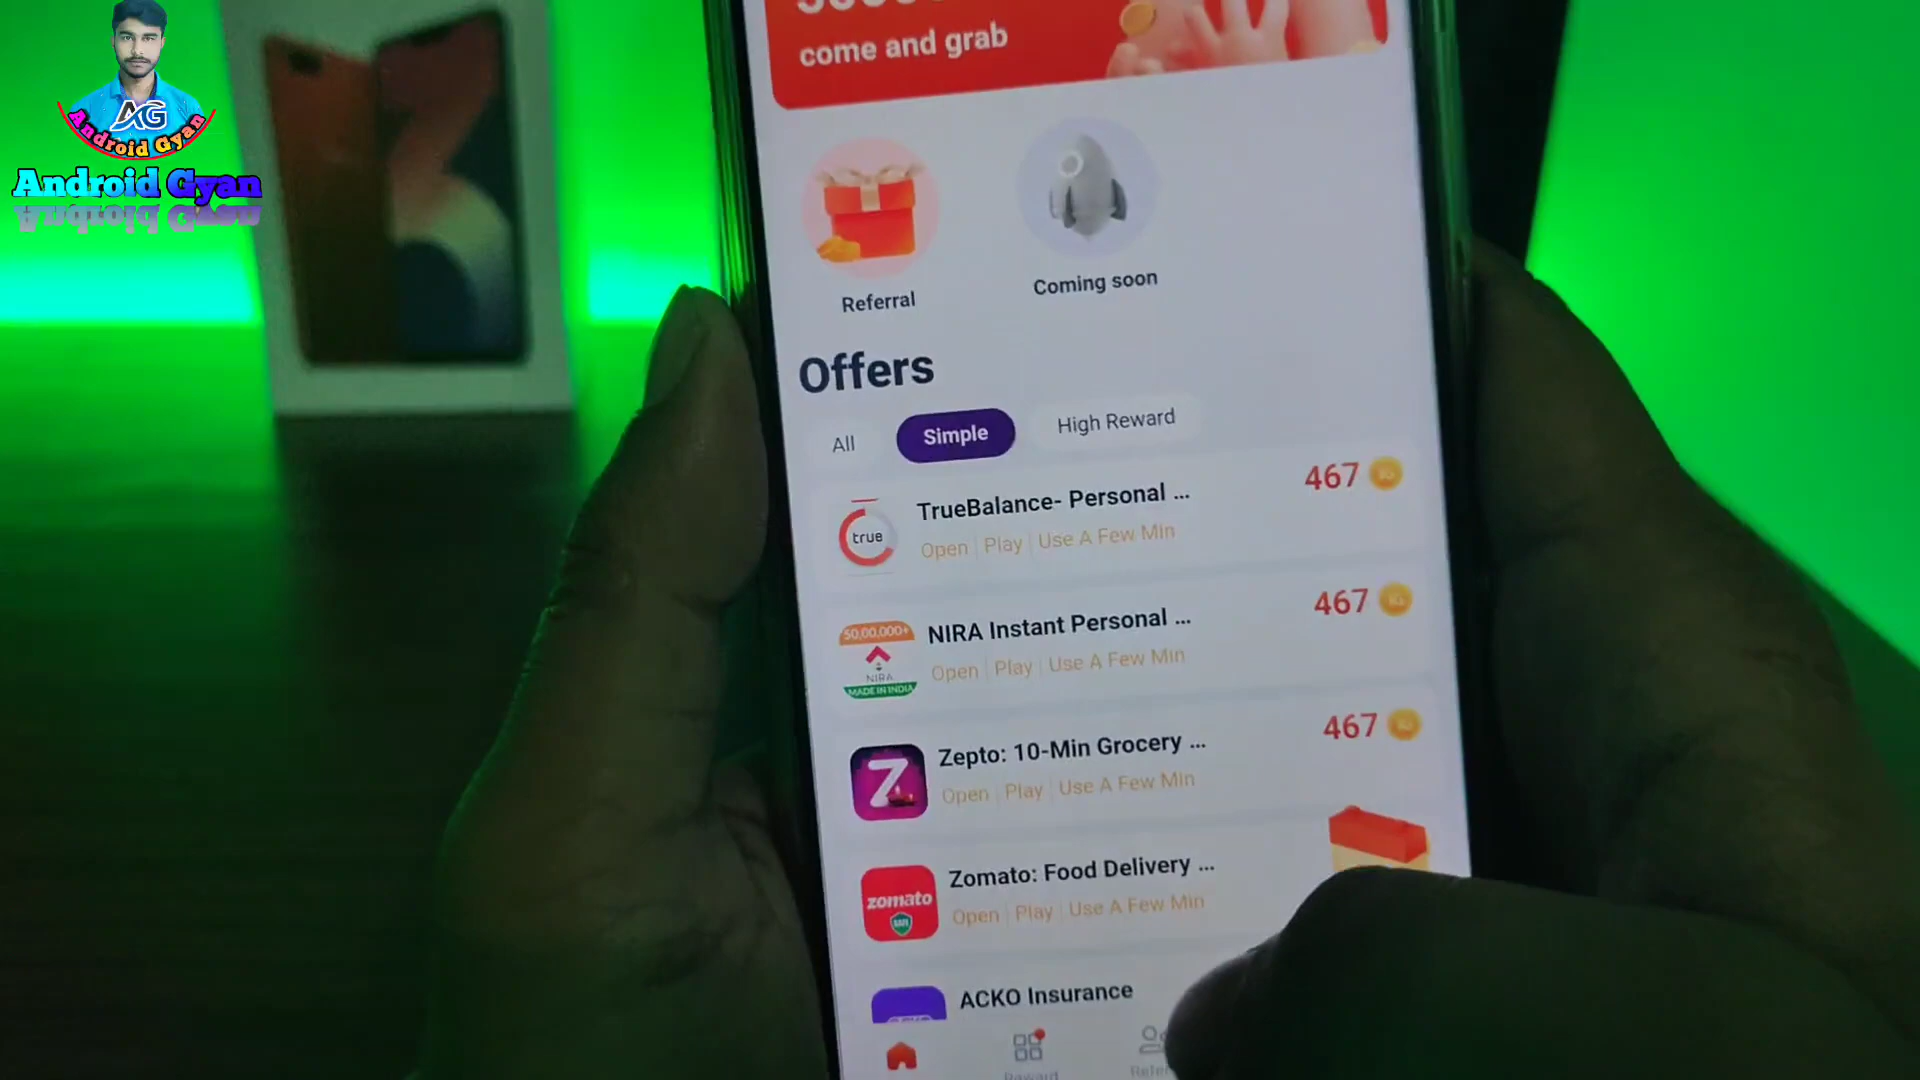 AG
Android Gyan
Android Gyan
come and grab
Referral
Coming soon
Offers
All
Simple
High Reward
true
TrueBalance- Personal ...
Open | Play | Use A Few Min
467
50,00,000+
NIRA
MADE IN INDIA
NIRA Instant Personal ...
Open | Play | Use A Few Min
467
Zepto: 10-Min Grocery ...
Open | Play | Use A Few Min
467
zomato
Zomato: Food Delivery ...
Open | Play | Use A Few Min
ACKO Insurance
Reward